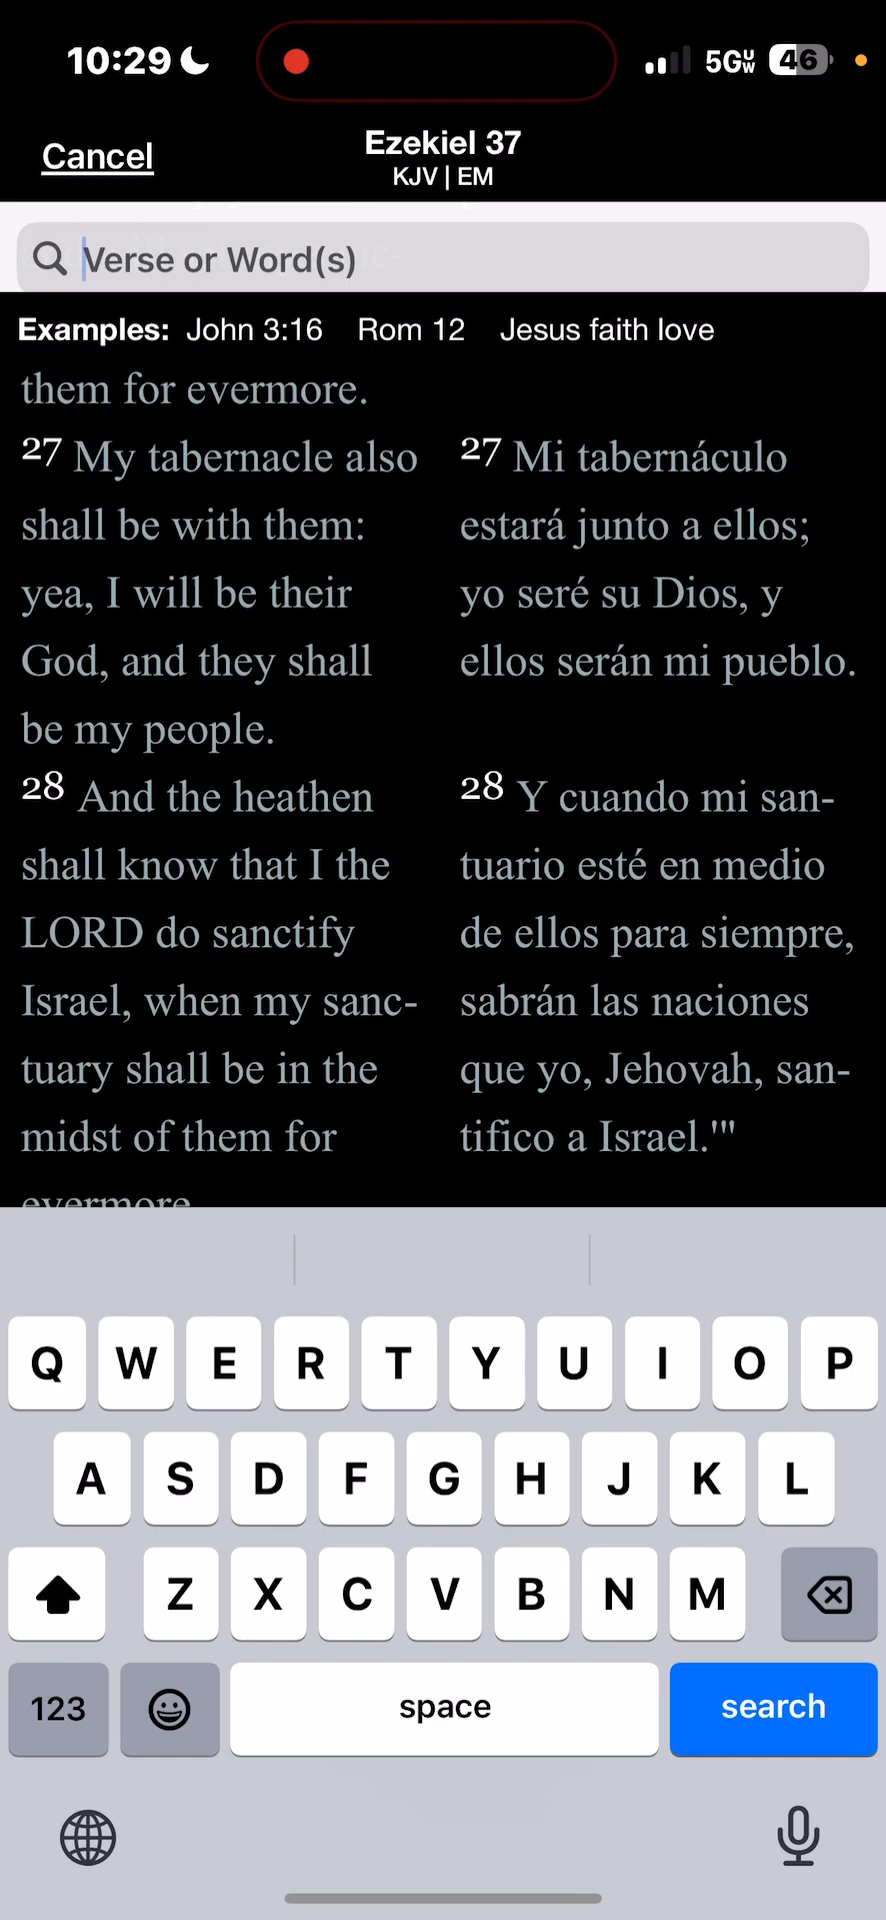 10:29
5G UW 46
Cancel
Ezekiel 37
KJV | EM
Verse or Word(s)
Examples: John 3:16 Rom 12 Jesus faith love
them for evermore.
27 My tabernacle also
shall be with them:
yea, I will be their
God, and they shall
be my people.
28 And the heathen
shall know that I the
LORD do sanctify
Israel, when my sanc-
tuary shall be in the
midst of them for
evermore
27 Mi tabernáculo
estará junto a ellos;
yo seré su Dios, y
ellos serán mi pueblo.
28 Y cuando mi san-
tuario esté en medio
de ellos para siempre,
sabrán las naciones
que yo, Jehovah, san-
tifico a Israel.'"
Q W E R T Y U I O P
A S D F G H J K L
Z X C V B N M
123 space search